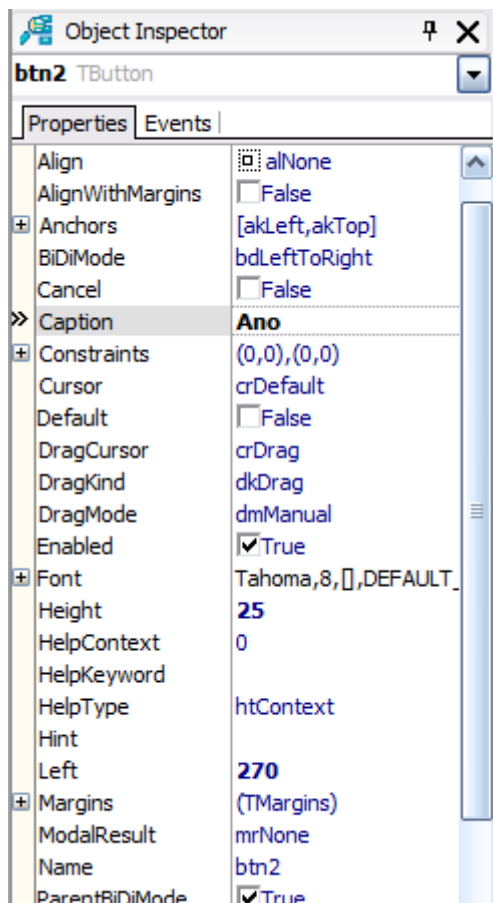 Object Inspector
btn2 TButton
Properties Events
Align alNone
AlignWithMargins False
Anchors [akLeft,akTop]
BiDiMode bdLeftToRight
Cancel False
Caption Ano
Constraints (0,0),(0,0)
Cursor crDefault
Default False
DragCursor crDrag
DragKind dkDrag
DragMode dmManual
Enabled True
Font Tahoma,8,[],DEFAULT_
Height 25
HelpContext 0
HelpKeyword
HelpType htContext
Hint
Left 270
Margins (TMargins)
ModalResult mrNone
Name btn2
ParentBiDiMode True